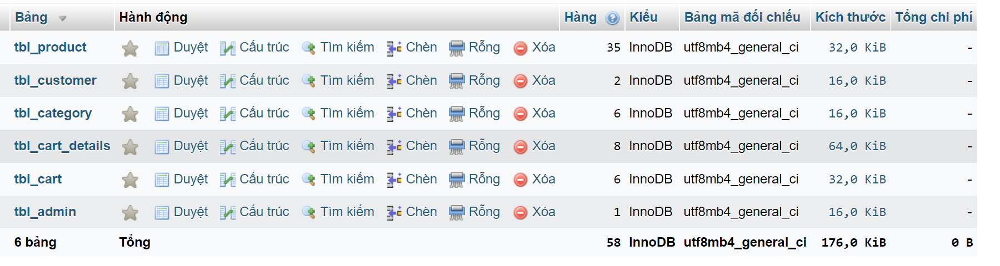 Bảng Hành động Hàng Kiểu Bảng mã đối chiếu Kích thước Tổng chi phí
tbl_product Duyệt Cấu trúc Tìm kiếm Chèn Rỗng Xóa 35 InnoDB utf8mb4_general_ci 32,0 KiB -
tbl_customer Duyệt Cấu trúc Tìm kiếm Chèn Rỗng Xóa 2 InnoDB utf8mb4_general_ci 16,0 KiB -
tbl_category Duyệt Cấu trúc Tìm kiếm Chèn Rỗng Xóa 6 InnoDB utf8mb4_general_ci 16,0 KiB -
tbl_cart_details Duyệt Cấu trúc Tìm kiếm Chèn Rỗng Xóa 8 InnoDB utf8mb4_general_ci 64,0 KiB -
tbl_cart Duyệt Cấu trúc Tìm kiếm Chèn Rỗng Xóa 6 InnoDB utf8mb4_general_ci 32,0 KiB -
tbl_admin Duyệt Cấu trúc Tìm kiếm Chèn Rỗng Xóa 1 InnoDB utf8mb4_general_ci 16,0 KiB -
6 bảng Tổng 58 InnoDB utf8mb4_general_ci 176,0 KiB 0 B